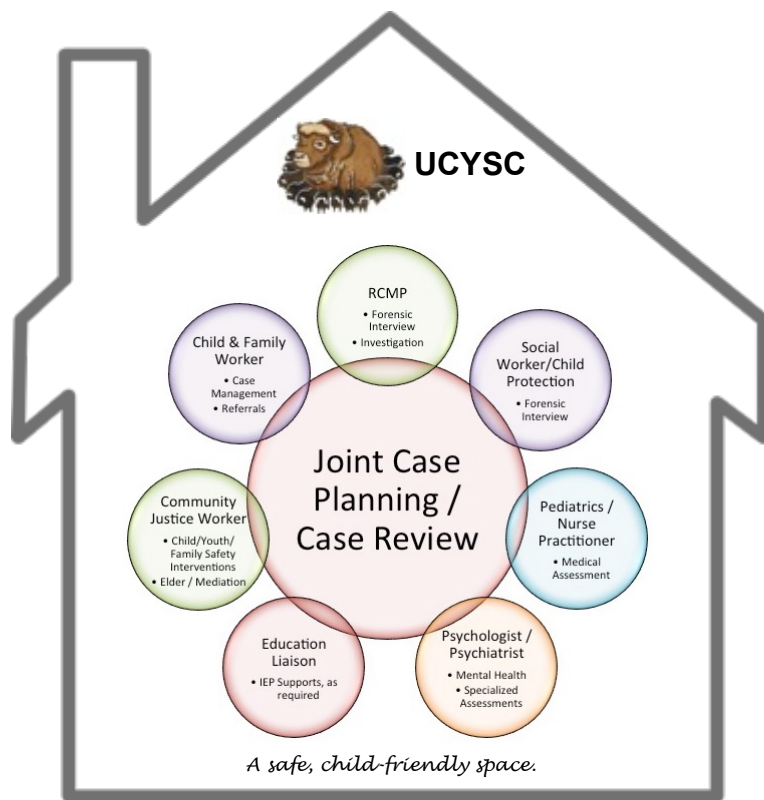 UCYSC
RCMP
• Forensic
Interview
• Investigation
Child & Family
Worker
• Case
Management
• Referrals
Social
Worker/Child
Protection
• Forensic
Interview
Joint Case
Planning /
Case Review
Community
Justice Worker
• Child/Youth/
Family Safety
Interventions
• Elder / Mediation
Pediatrics /
Nurse
Practitioner
• Medical
Assessment
Education
Liaison
• IEP Supports, as
required
Psychologist /
Psychiatrist
• Mental Health
• Specialized
Assessments
A safe, child-friendly space.